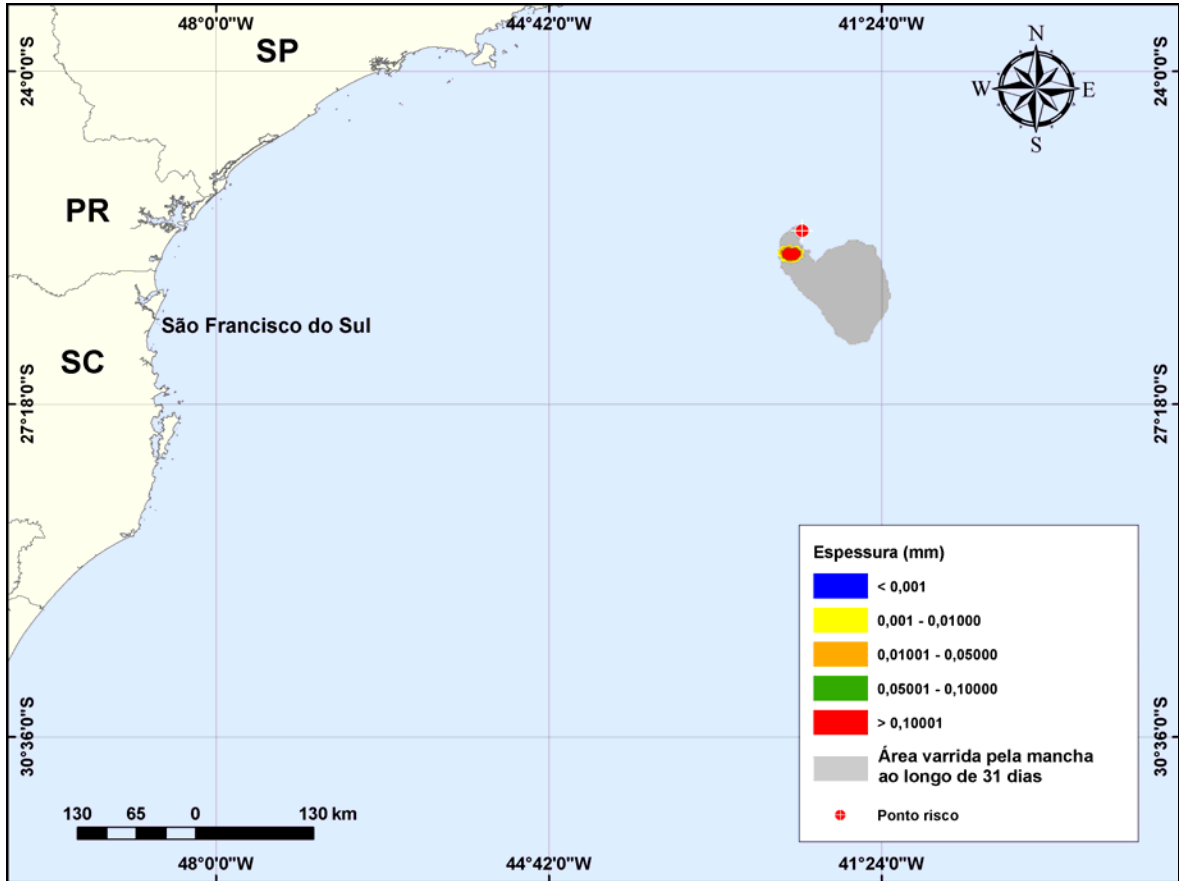 48°0'0"W
44°42'0"W
41°24'0"W
SP
N
W
E
S
24°0'0"S
24°0'0"S
PR
São Francisco do Sul
SC
27°18'0"S
27°18'0"S
Espessura (mm)
< 0,001
0,001 - 0,01000
0,01001 - 0,05000
0,05001 - 0,10000
> 0,10001
Área varrida pela mancha
ao longo de 31 dias
Ponto risco
30°36'0"S
30°36'0"S
130
65
0
130 km
48°0'0"W
44°42'0"W
41°24'0"W